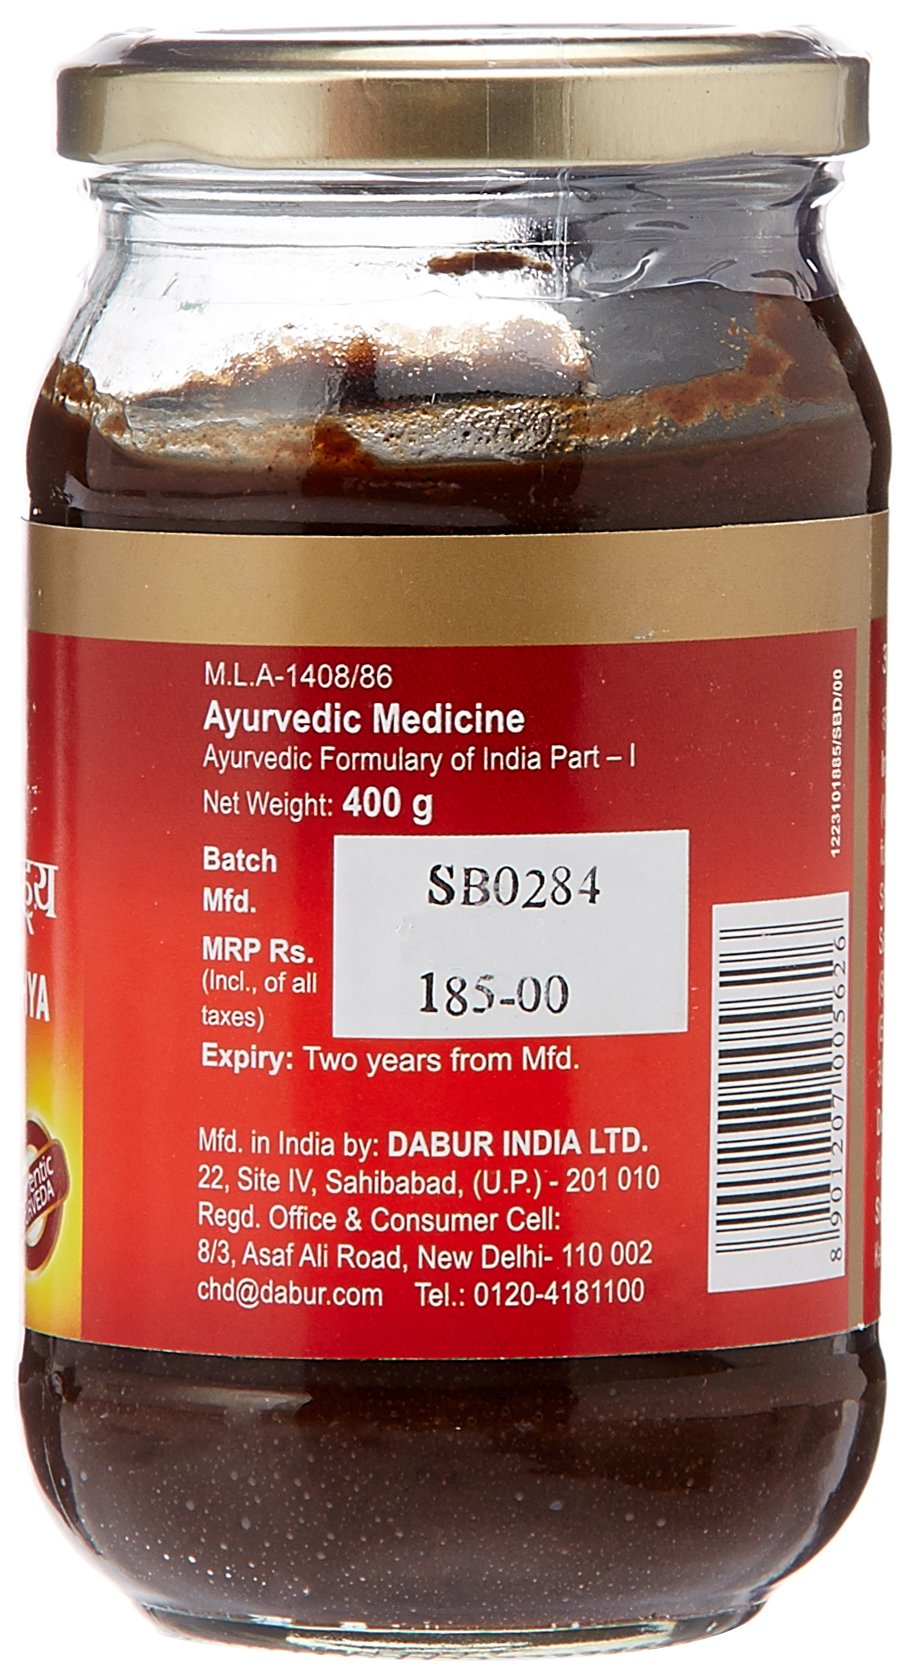 M.L.A-1408/86
Ayurvedic Medicine
Ayurvedic Formulary of India Part – I
Net Weight: 400 g
Batch SB0284
Mfd.
MRP Rs. 185-00
(Incl., of all
taxes)
Expiry: Two years from Mfd.
Mfd. in India by: DABUR INDIA LTD.
22, Site IV, Sahibabad, (U.P.) - 201 010
Regd. Office & Consumer Cell:
8/3, Asaf Ali Road, New Delhi- 110 002
chd@dabur.com Tel.: 0120-4181100
1223101885/SBD/00
8 901207 005626